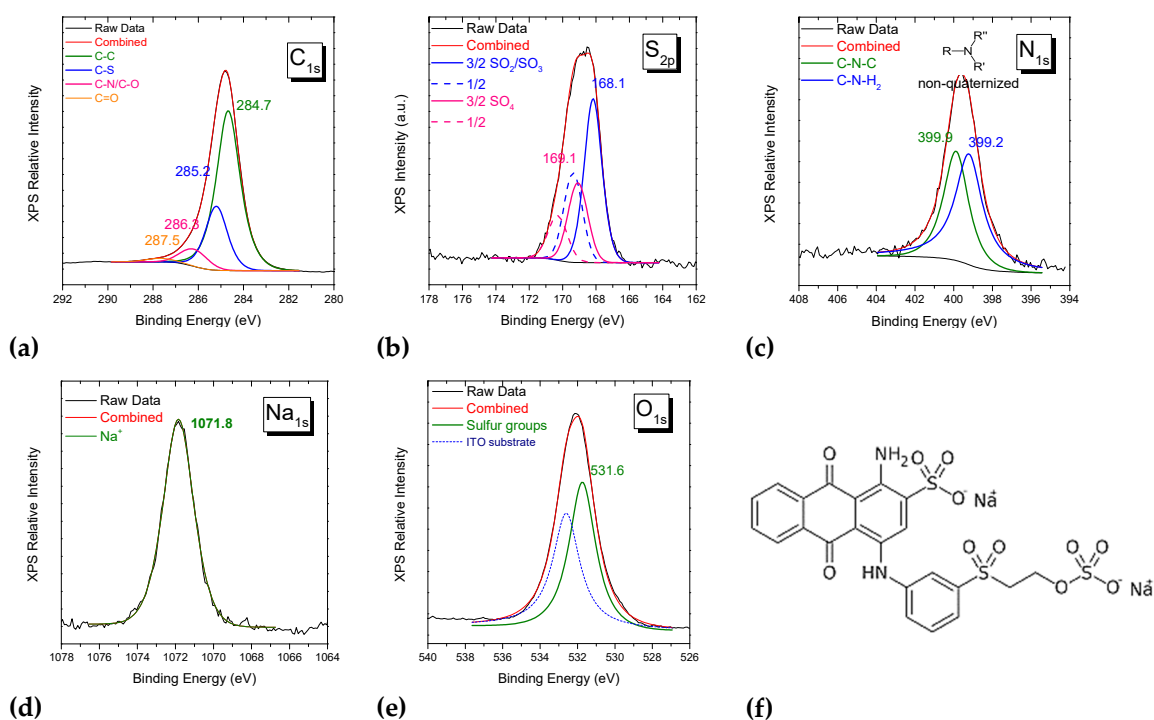 Raw Data
Combined
C-C
C-S
C-N/C-O
C=O
C1s
284.7
285.2
286.3
287.5
XPS Relative Intensity
292 290 288 286 284 282 280
Binding Energy (eV)
(a)
Raw Data
Combined
3/2 SO2/SO3
1/2
3/2 SO4
1/2
S2p
168.1
169.1
XPS Intensity (a.u.)
178 176 174 172 170 168 166 164 162
Binding Energy (eV)
(b)
Raw Data
Combined
C-N-C
C-N-H2
N1s
R''
R N
R'
non-quaternized
399.9
399.2
XPS Relative Intensity
408 406 404 402 400 398 396 394
Binding Energy (eV)
(c)
Raw Data
Combined
Na+
Na1s
1071.8
XPS Relative Intensity
1078 1076 1074 1072 1070 1068 1066 1064
Binding Energy (eV)
(d)
Raw Data
Combined
Sulfur groups
ITO substrate
O1s
531.6
XPS Relative Intensity
540 538 536 534 532 530 528 526
Binding Energy (eV)
(e)
O NH2 O O
S
O- Na+
O HN
O O
S
O O
S
O O- Na+
(f)